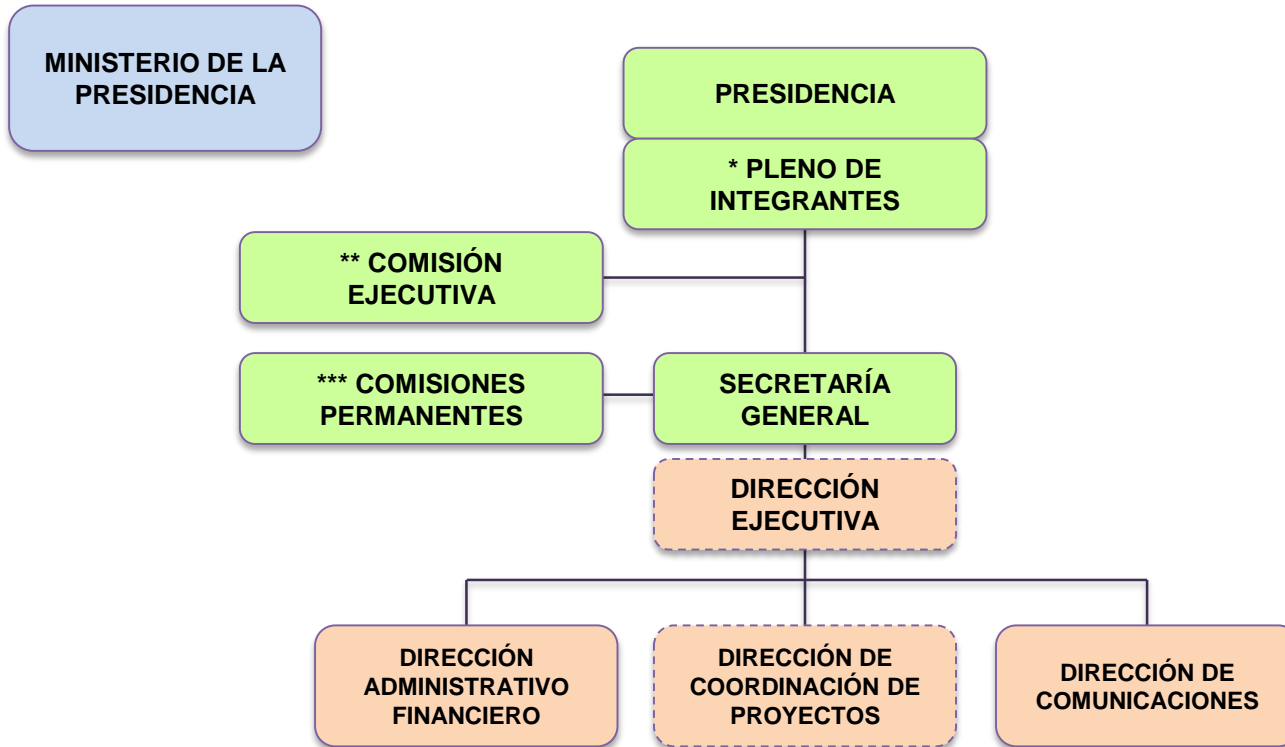 MINISTERIO DE LA
PRESIDENCIA
PRESIDENCIA
* PLENO DE
INTEGRANTES
** COMISIÓN
EJECUTIVA
*** COMISIONES
PERMANENTES
SECRETARÍA
GENERAL
DIRECCIÓN
EJECUTIVA
DIRECCIÓN
ADMINISTRATIVO
FINANCIERO
DIRECCIÓN DE
COORDINACIÓN DE
PROYECTOS
DIRECCIÓN DE
COMUNICACIONES